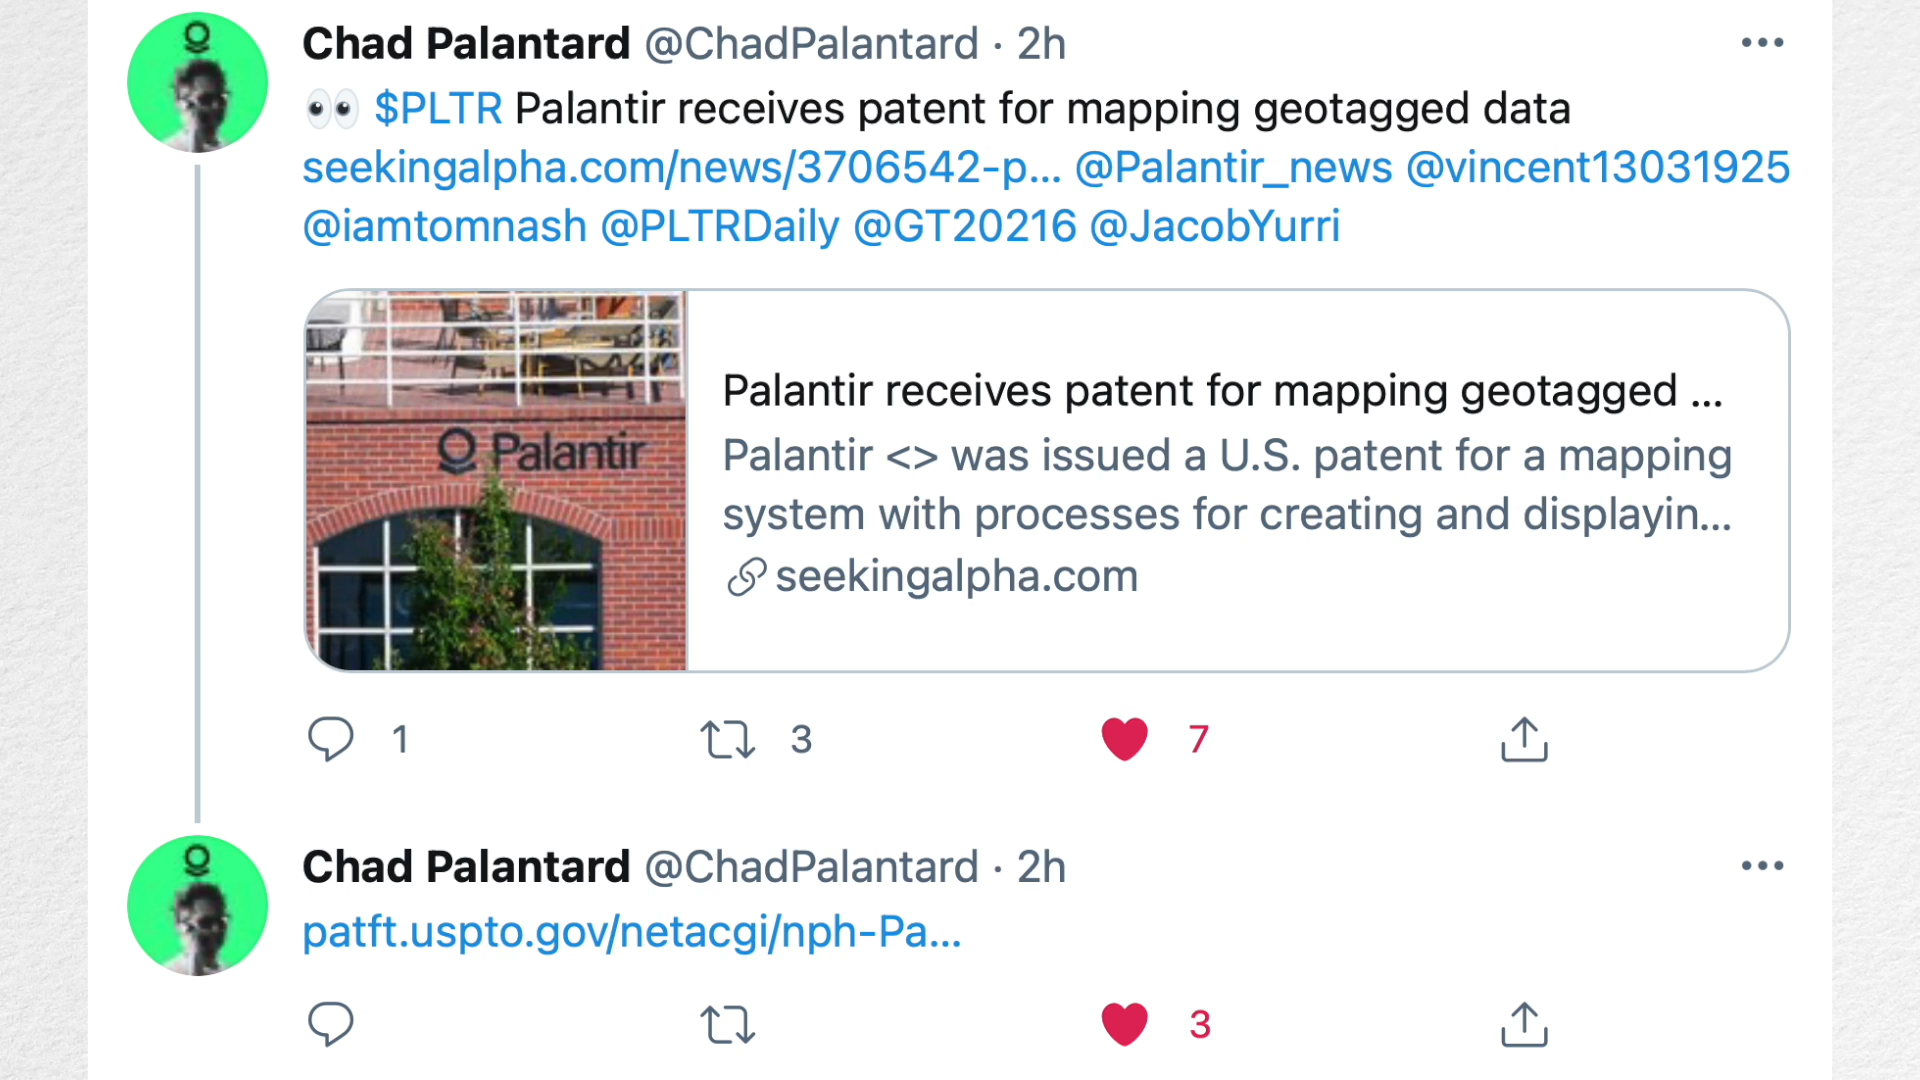 Chad Palantard @ChadPalantard · 2h
👀 $PLTR Palantir receives patent for mapping geotagged data
seekingalpha.com/news/3706542-p... @Palantir_news @vincent13031925
@iamtomnash @PLTRDaily @GT20216 @JacobYurri
Palantir
Palantir receives patent for mapping geotagged ...
Palantir <> was issued a U.S. patent for a mapping
system with processes for creating and displayin...
seekingalpha.com
1 3 7
Chad Palantard @ChadPalantard · 2h
patft.uspto.gov/netacgi/nph-Pa...
3